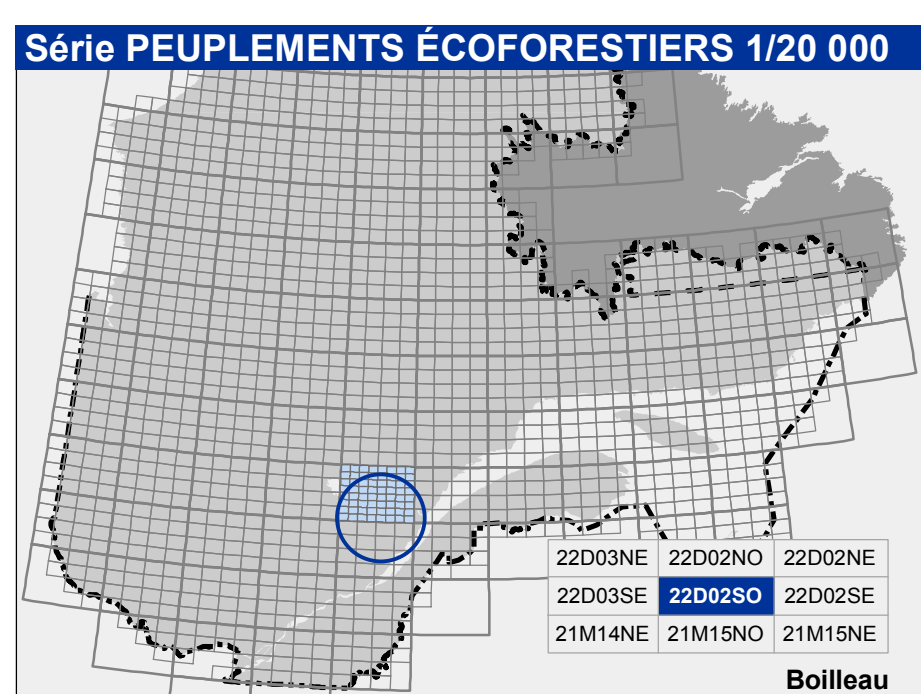 Série PEUPLEMENTS ÉCOFORESTIERS 1/20 000
22D03NE 22D02NO 22D02NE
22D03SE 22D02SO 22D02SE
21M14NE 21M15NO 21M15NE
Boilleau